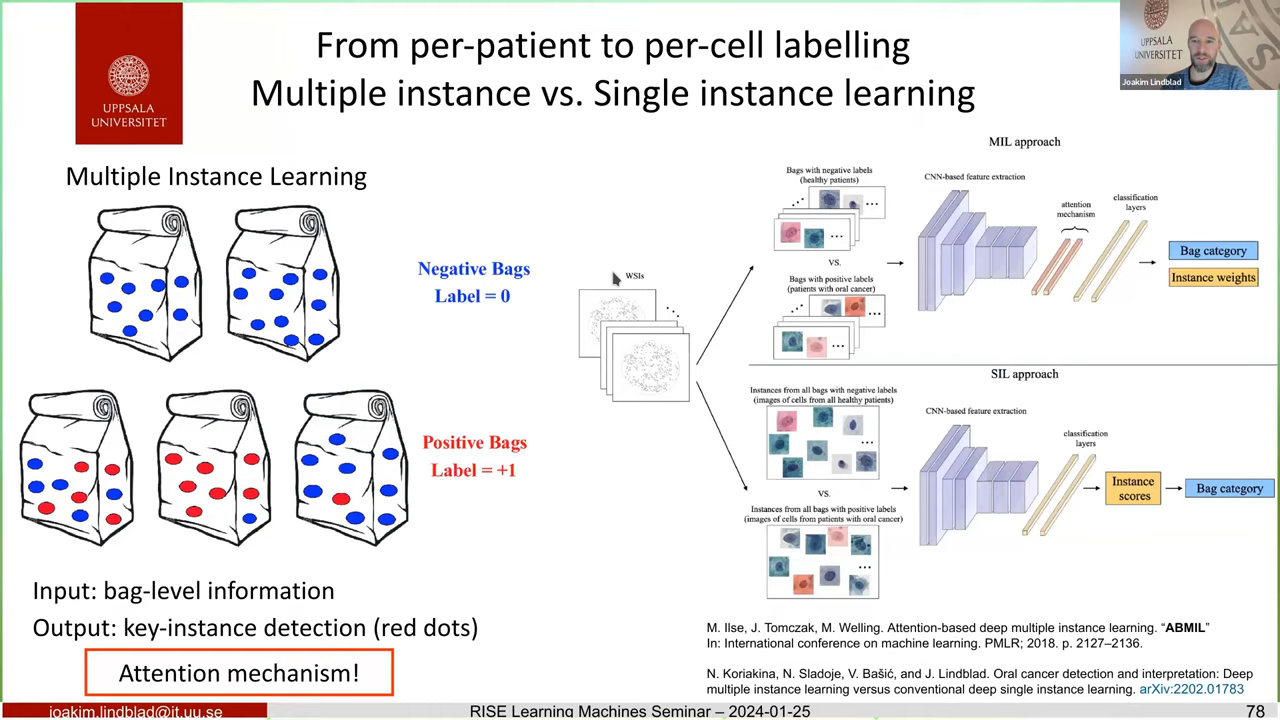 From per-patient to per-cell labelling
Multiple instance vs. Single instance learning
UPPSALA
UNIVERSITET
UPPSALA
UNIVERSITET
Joakim Lindblad
Multiple Instance Learning
Negative Bags
Label = 0
Positive Bags
Label = +1
Input: bag-level information
Output: key-instance detection (red dots)
Attention mechanism!
WSIs
MIL approach
Bags with negative labels
(healthy patients)
VS.
Bags with positive labels
(patients with oral cancer)
CNN-based feature extraction
attention
mechanism
classification
layers
Bag category
Instance weights
SIL approach
Instances from all bags with negative labels
(images of cells from all healthy patients)
VS.
Instances from all bags with positive labels
(images of cells from patients with oral cancer)
CNN-based feature extraction
classification
layers
Instance
scores
Bag category
M. Ilse, J. Tomczak, M. Welling. Attention-based deep multiple instance learning. “ABMIL”
In: International conference on machine learning. PMLR; 2018. p. 2127–2136.
N. Koriakina, N. Sladoje, V. Bašić, and J. Lindblad. Oral cancer detection and interpretation: Deep
multiple instance learning versus conventional deep single instance learning. arXiv:2202.01783
joakim.lindblad@it.uu.se
RISE Learning Machines Seminar – 2024-01-25
78